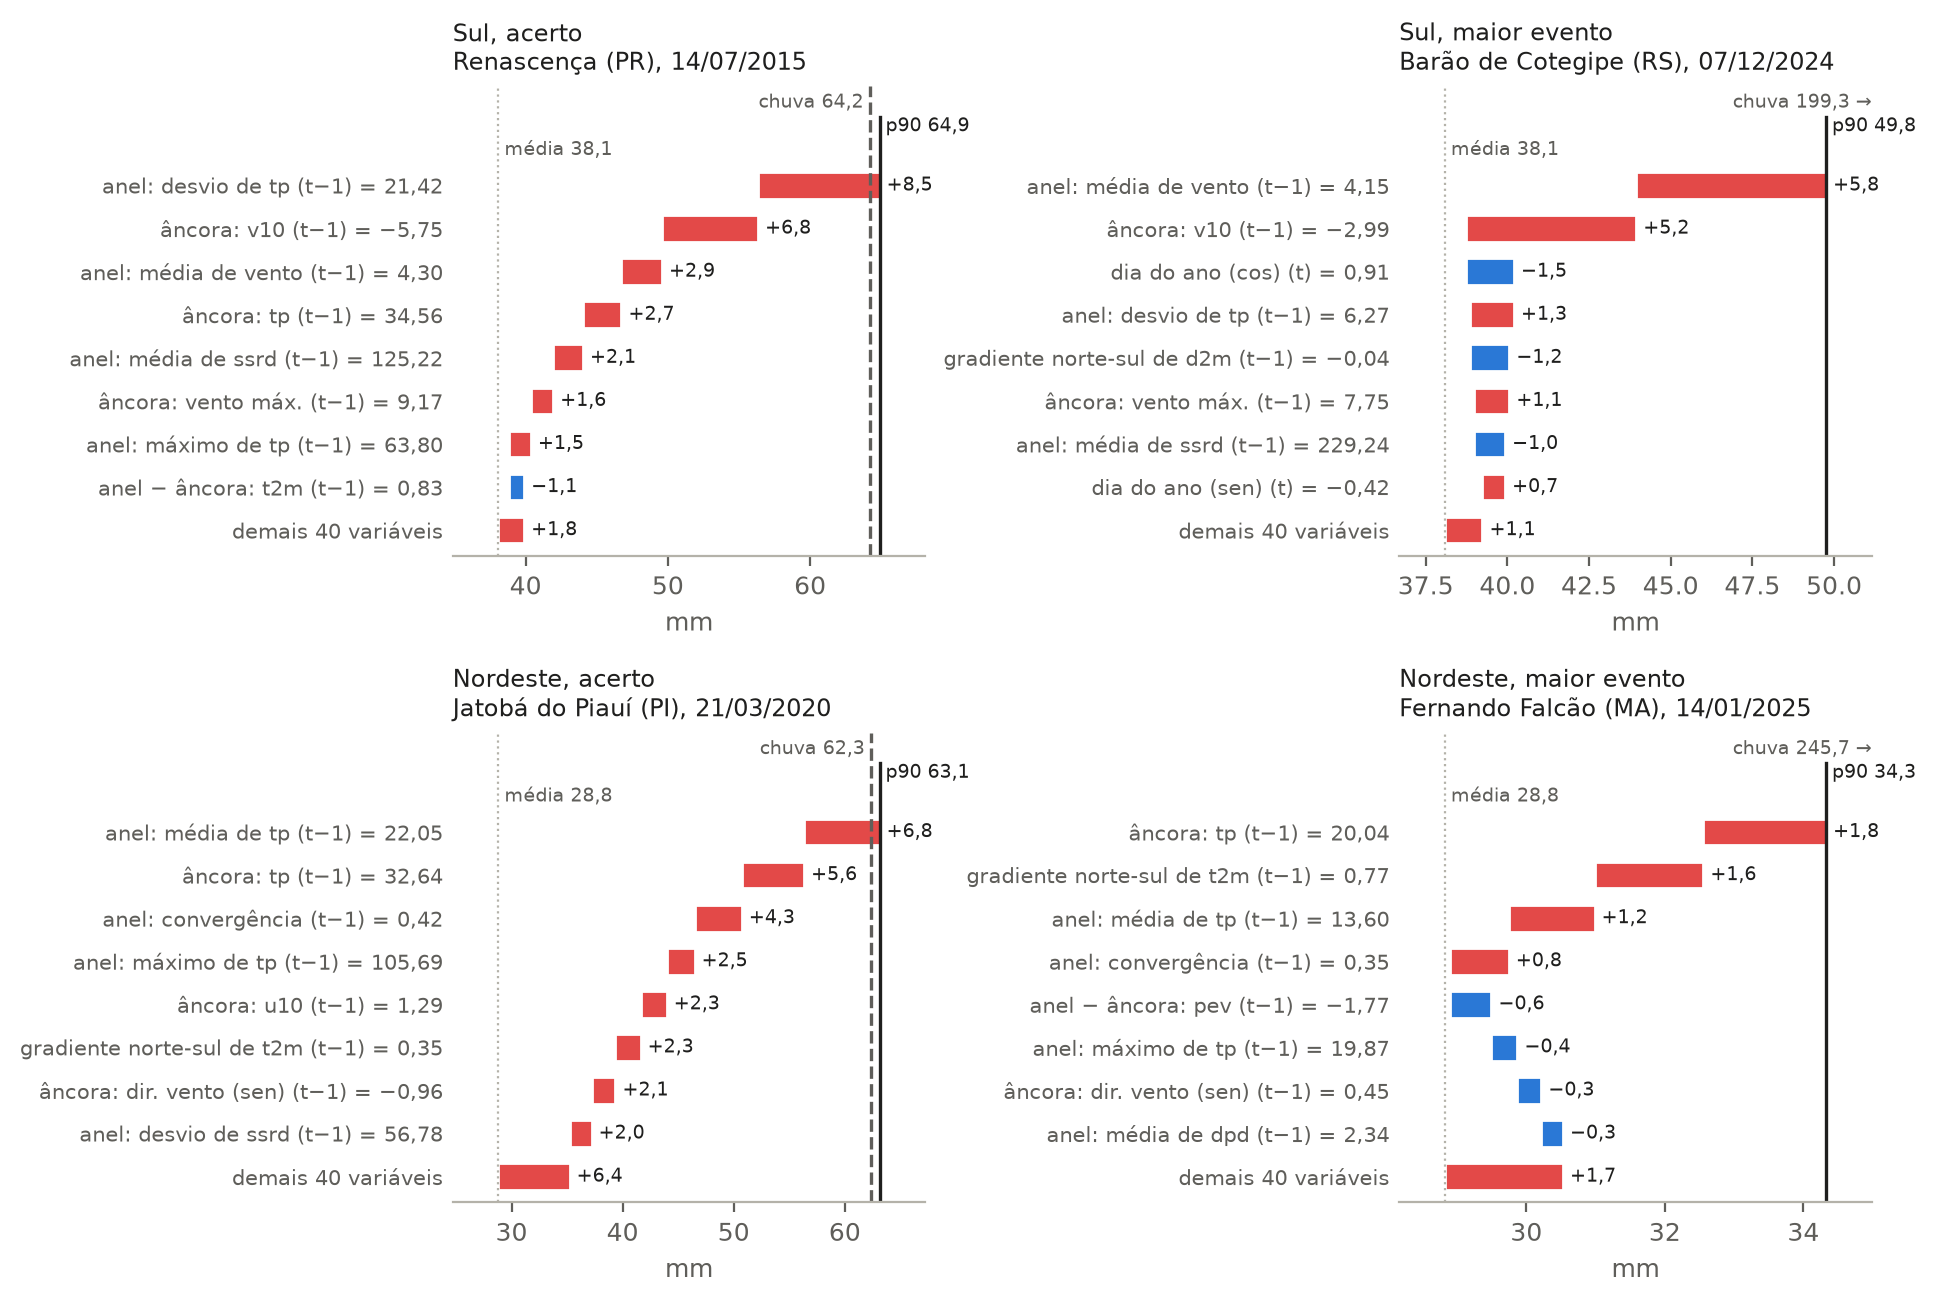 Sul, acerto
Renascença (PR), 14/07/2015
chuva 64,2
p90 64,9
média 38,1
anel: desvio de tp (t−1) = 21,42
+8,5
âncora: v10 (t−1) = −5,75
+6,8
anel: média de vento (t−1) = 4,30
+2,9
âncora: tp (t−1) = 34,56
+2,7
anel: média de ssrd (t−1) = 125,22
+2,1
âncora: vento máx. (t−1) = 9,17
+1,6
anel: máximo de tp (t−1) = 63,80
+1,5
anel − âncora: t2m (t−1) = 0,83
−1,1
demais 40 variáveis
+1,8
40 50 60
mm
Sul, maior evento
Barão de Cotegipe (RS), 07/12/2024
chuva 199,3 →
p90 49,8
média 38,1
anel: média de vento (t−1) = 4,15
+5,8
âncora: v10 (t−1) = −2,99
+5,2
dia do ano (cos) (t) = 0,91
−1,5
anel: desvio de tp (t−1) = 6,27
+1,3
gradiente norte-sul de d2m (t−1) = −0,04
−1,2
âncora: vento máx. (t−1) = 7,75
+1,1
anel: média de ssrd (t−1) = 229,24
−1,0
dia do ano (sen) (t) = −0,42
+0,7
demais 40 variáveis
+1,1
37.5 40.0 42.5 45.0 47.5 50.0
mm
Nordeste, acerto
Jatobá do Piauí (PI), 21/03/2020
chuva 62,3
p90 63,1
média 28,8
anel: média de tp (t−1) = 22,05
+6,8
âncora: tp (t−1) = 32,64
+5,6
anel: convergência (t−1) = 0,42
+4,3
anel: máximo de tp (t−1) = 105,69
+2,5
âncora: u10 (t−1) = 1,29
+2,3
gradiente norte-sul de t2m (t−1) = 0,35
+2,3
âncora: dir. vento (sen) (t−1) = −0,96
+2,1
anel: desvio de ssrd (t−1) = 56,78
+2,0
demais 40 variáveis
+6,4
30 40 50 60
mm
Nordeste, maior evento
Fernando Falcão (MA), 14/01/2025
chuva 245,7 →
p90 34,3
média 28,8
âncora: tp (t−1) = 20,04
+1,8
gradiente norte-sul de t2m (t−1) = 0,77
+1,6
anel: média de tp (t−1) = 13,60
+1,2
anel: convergência (t−1) = 0,35
+0,8
anel − âncora: pev (t−1) = −1,77
−0,6
anel: máximo de tp (t−1) = 19,87
−0,4
âncora: dir. vento (sen) (t−1) = 0,45
−0,3
anel: média de dpd (t−1) = 2,34
−0,3
demais 40 variáveis
+1,7
30 32 34
mm